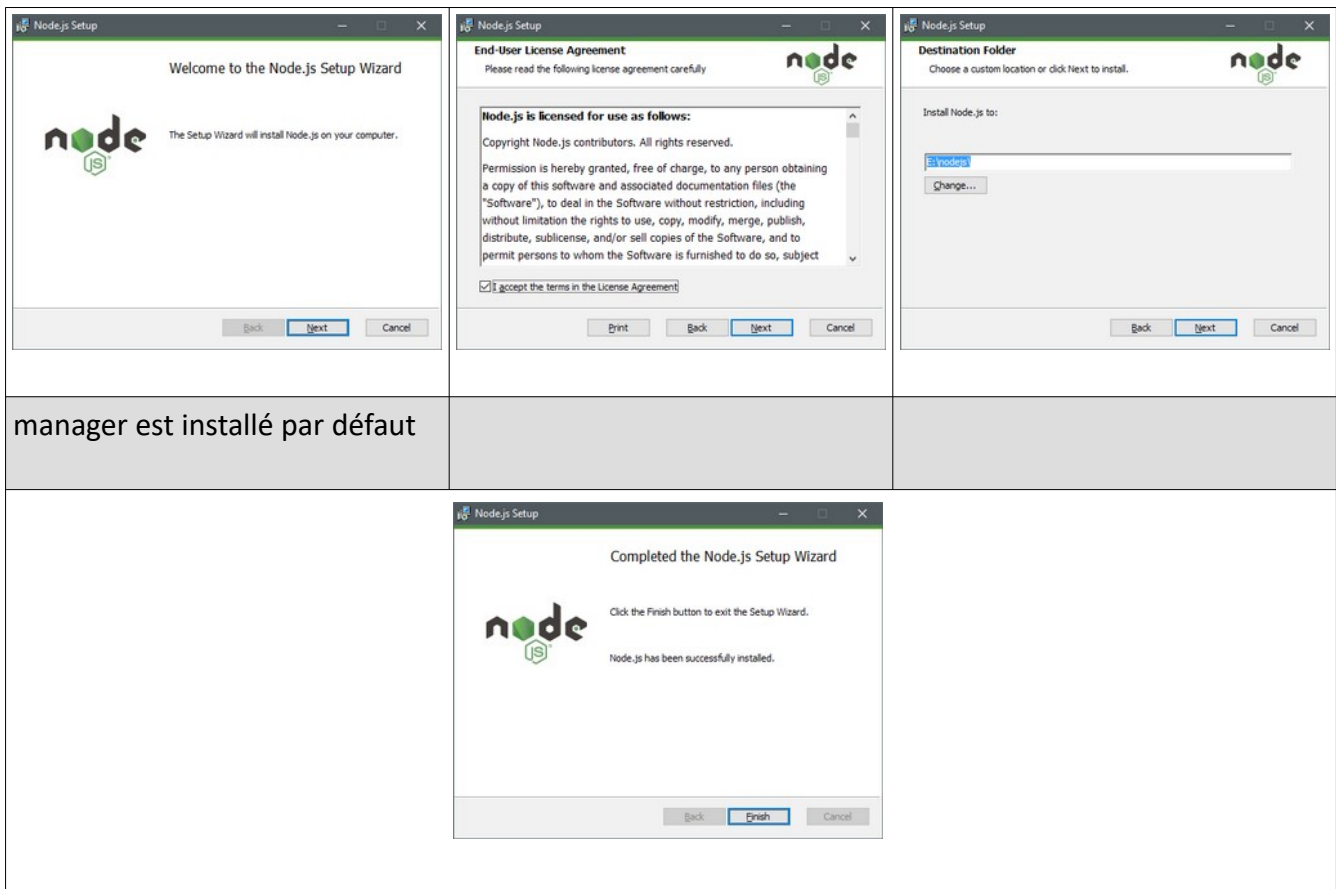 Node.js Setup
Welcome to the Node.js Setup Wizard
node
JS
The Setup Wizard will install Node.js on your computer.
Back Next Cancel
Node.js Setup
End-User License Agreement
Please read the following license agreement carefully
node
JS
Node.js is licensed for use as follows:
Copyright Node.js contributors. All rights reserved.
Permission is hereby granted, free of charge, to any person obtaining
a copy of this software and associated documentation files (the
"Software"), to deal in the Software without restriction, including
without limitation the rights to use, copy, modify, merge, publish,
distribute, sublicense, and/or sell copies of the Software, and to
permit persons to whom the Software is furnished to do so, subject
I accept the terms in the License Agreement
Print Back Next Cancel
Node.js Setup
Destination Folder
Choose a custom location or click Next to install.
node
JS
Install Node.js to:
E:\nodejs\
Change...
Back Next Cancel
manager est installé par défaut
Node.js Setup
Completed the Node.js Setup Wizard
node
JS
Click the Finish button to exit the Setup Wizard.
Node.js has been successfully installed.
Back Finish Cancel